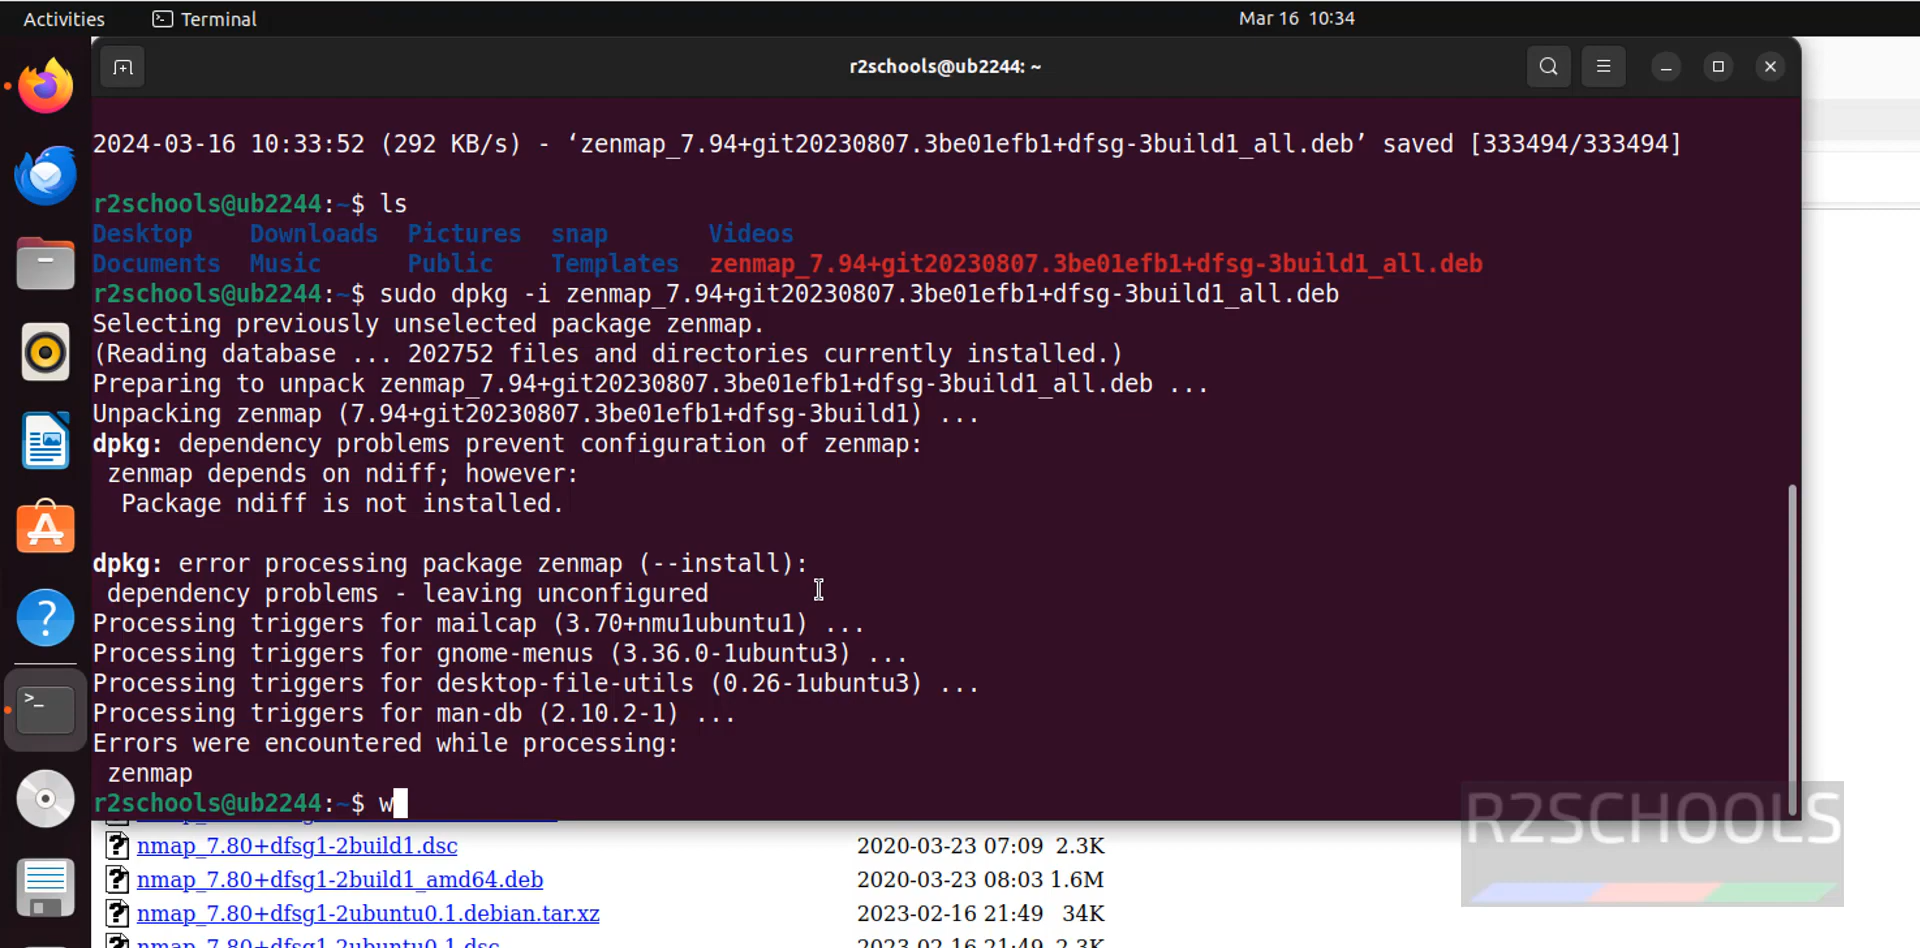 Activities Terminal Mar 16 10:34
r2schools@ub2244: ~
2024-03-16 10:33:52 (292 KB/s) - ‘zenmap_7.94+git20230807.3be01efb1+dfsg-3build1_all.deb’ saved [333494/333494]
r2schools@ub2244:~$ ls
Desktop Downloads Pictures snap Videos
Documents Music Public Templates zenmap_7.94+git20230807.3be01efb1+dfsg-3build1_all.deb
r2schools@ub2244:~$ sudo dpkg -i zenmap_7.94+git20230807.3be01efb1+dfsg-3build1_all.deb
Selecting previously unselected package zenmap.
(Reading database ... 202752 files and directories currently installed.)
Preparing to unpack zenmap_7.94+git20230807.3be01efb1+dfsg-3build1_all.deb ...
Unpacking zenmap (7.94+git20230807.3be01efb1+dfsg-3build1) ...
dpkg: dependency problems prevent configuration of zenmap:
 zenmap depends on ndiff; however:
  Package ndiff is not installed.
dpkg: error processing package zenmap (--install):
 dependency problems - leaving unconfigured
Processing triggers for mailcap (3.70+nmu1ubuntu1) ...
Processing triggers for gnome-menus (3.36.0-1ubuntu3) ...
Processing triggers for desktop-file-utils (0.26-1ubuntu3) ...
Processing triggers for man-db (2.10.2-1) ...
Errors were encountered while processing:
 zenmap
r2schools@ub2244:~$ w
R2SCHOOLS
nmap_7.80+dfsg1-2build1.dsc 2020-03-23 07:09 2.3K
nmap_7.80+dfsg1-2build1_amd64.deb 2020-03-23 08:03 1.6M
nmap_7.80+dfsg1-2ubuntu0.1.debian.tar.xz 2023-02-16 21:49 34K
nmap_7.80+dfsg1-2ubuntu0.1.dsc 2023-02-16 21:49 2.3K